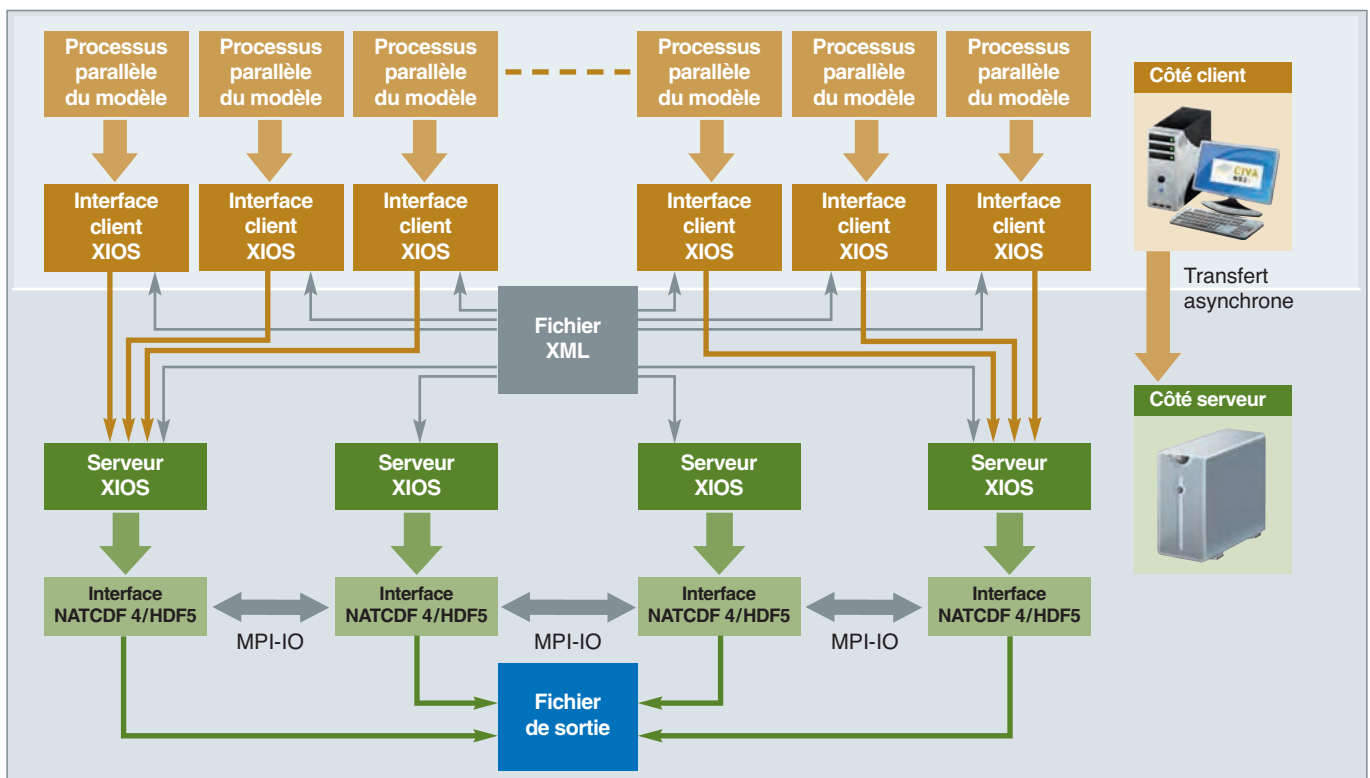 Processus
parallèle
du modèle
Processus
parallèle
du modèle
Processus
parallèle
du modèle
Processus
parallèle
du modèle
Processus
parallèle
du modèle
Processus
parallèle
du modèle
Côté client
CIVA
Interface
client
XIOS
Interface
client
XIOS
Interface
client
XIOS
Interface
client
XIOS
Interface
client
XIOS
Interface
client
XIOS
Transfert
asynchrone
Fichier
XML
Côté serveur
Serveur
XIOS
Serveur
XIOS
Serveur
XIOS
Serveur
XIOS
Interface
NATCDF 4/HDF5
Interface
NATCDF 4/HDF5
Interface
NATCDF 4/HDF5
Interface
NATCDF 4/HDF5
MPI-IO
MPI-IO
MPI-IO
Fichier
de sortie